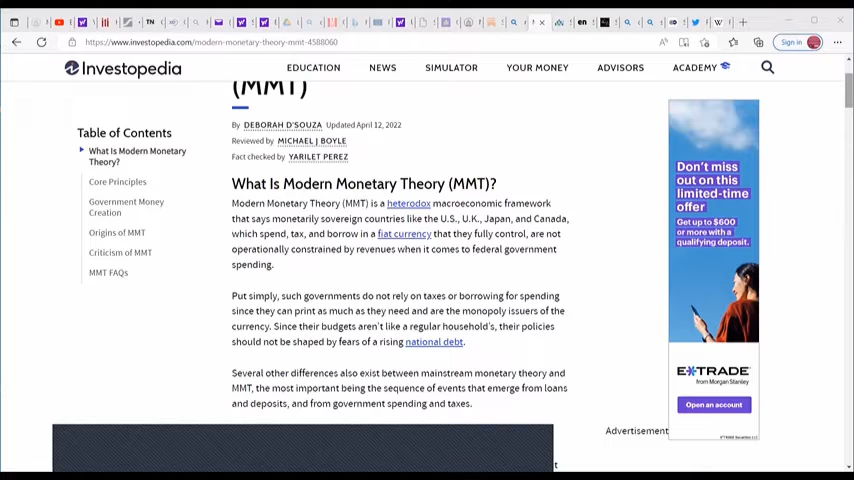 TN
en
https://www.investopedia.com/modern-monetary-theory-mmt-4588060
Sign in
Investopedia
EDUCATION
NEWS
SIMULATOR
YOUR MONEY
ADVISORS
ACADEMY
(MMT)
By DEBORAH D'SOUZA Updated April 12, 2022
Reviewed by MICHAEL J BOYLE
Fact checked by YARILET PEREZ
Table of Contents
What Is Modern Monetary
Theory?
Core Principles
Government Money
Creation
Origins of MMT
Criticism of MMT
MMT FAQs
What Is Modern Monetary Theory (MMT)?
Modern Monetary Theory (MMT) is a heterodox macroeconomic framework
that says monetarily sovereign countries like the U.S., U.K., Japan, and Canada,
which spend, tax, and borrow in a fiat currency that they fully control, are not
operationally constrained by revenues when it comes to federal government
spending.
Put simply, such governments do not rely on taxes or borrowing for spending
since they can print as much as they need and are the monopoly issuers of the
currency. Since their budgets aren't like a regular household's, their policies
should not be shaped by fears of a rising national debt.
Several other differences also exist between mainstream monetary theory and
MMT, the most important being the sequence of events that emerge from loans
and deposits, and from government spending and taxes.
Don't miss
out on this
limited-time
offer
Get up to $600
or more with a
qualifying deposit.
E*TRADE
from Morgan Stanley
Open an account
Advertisement